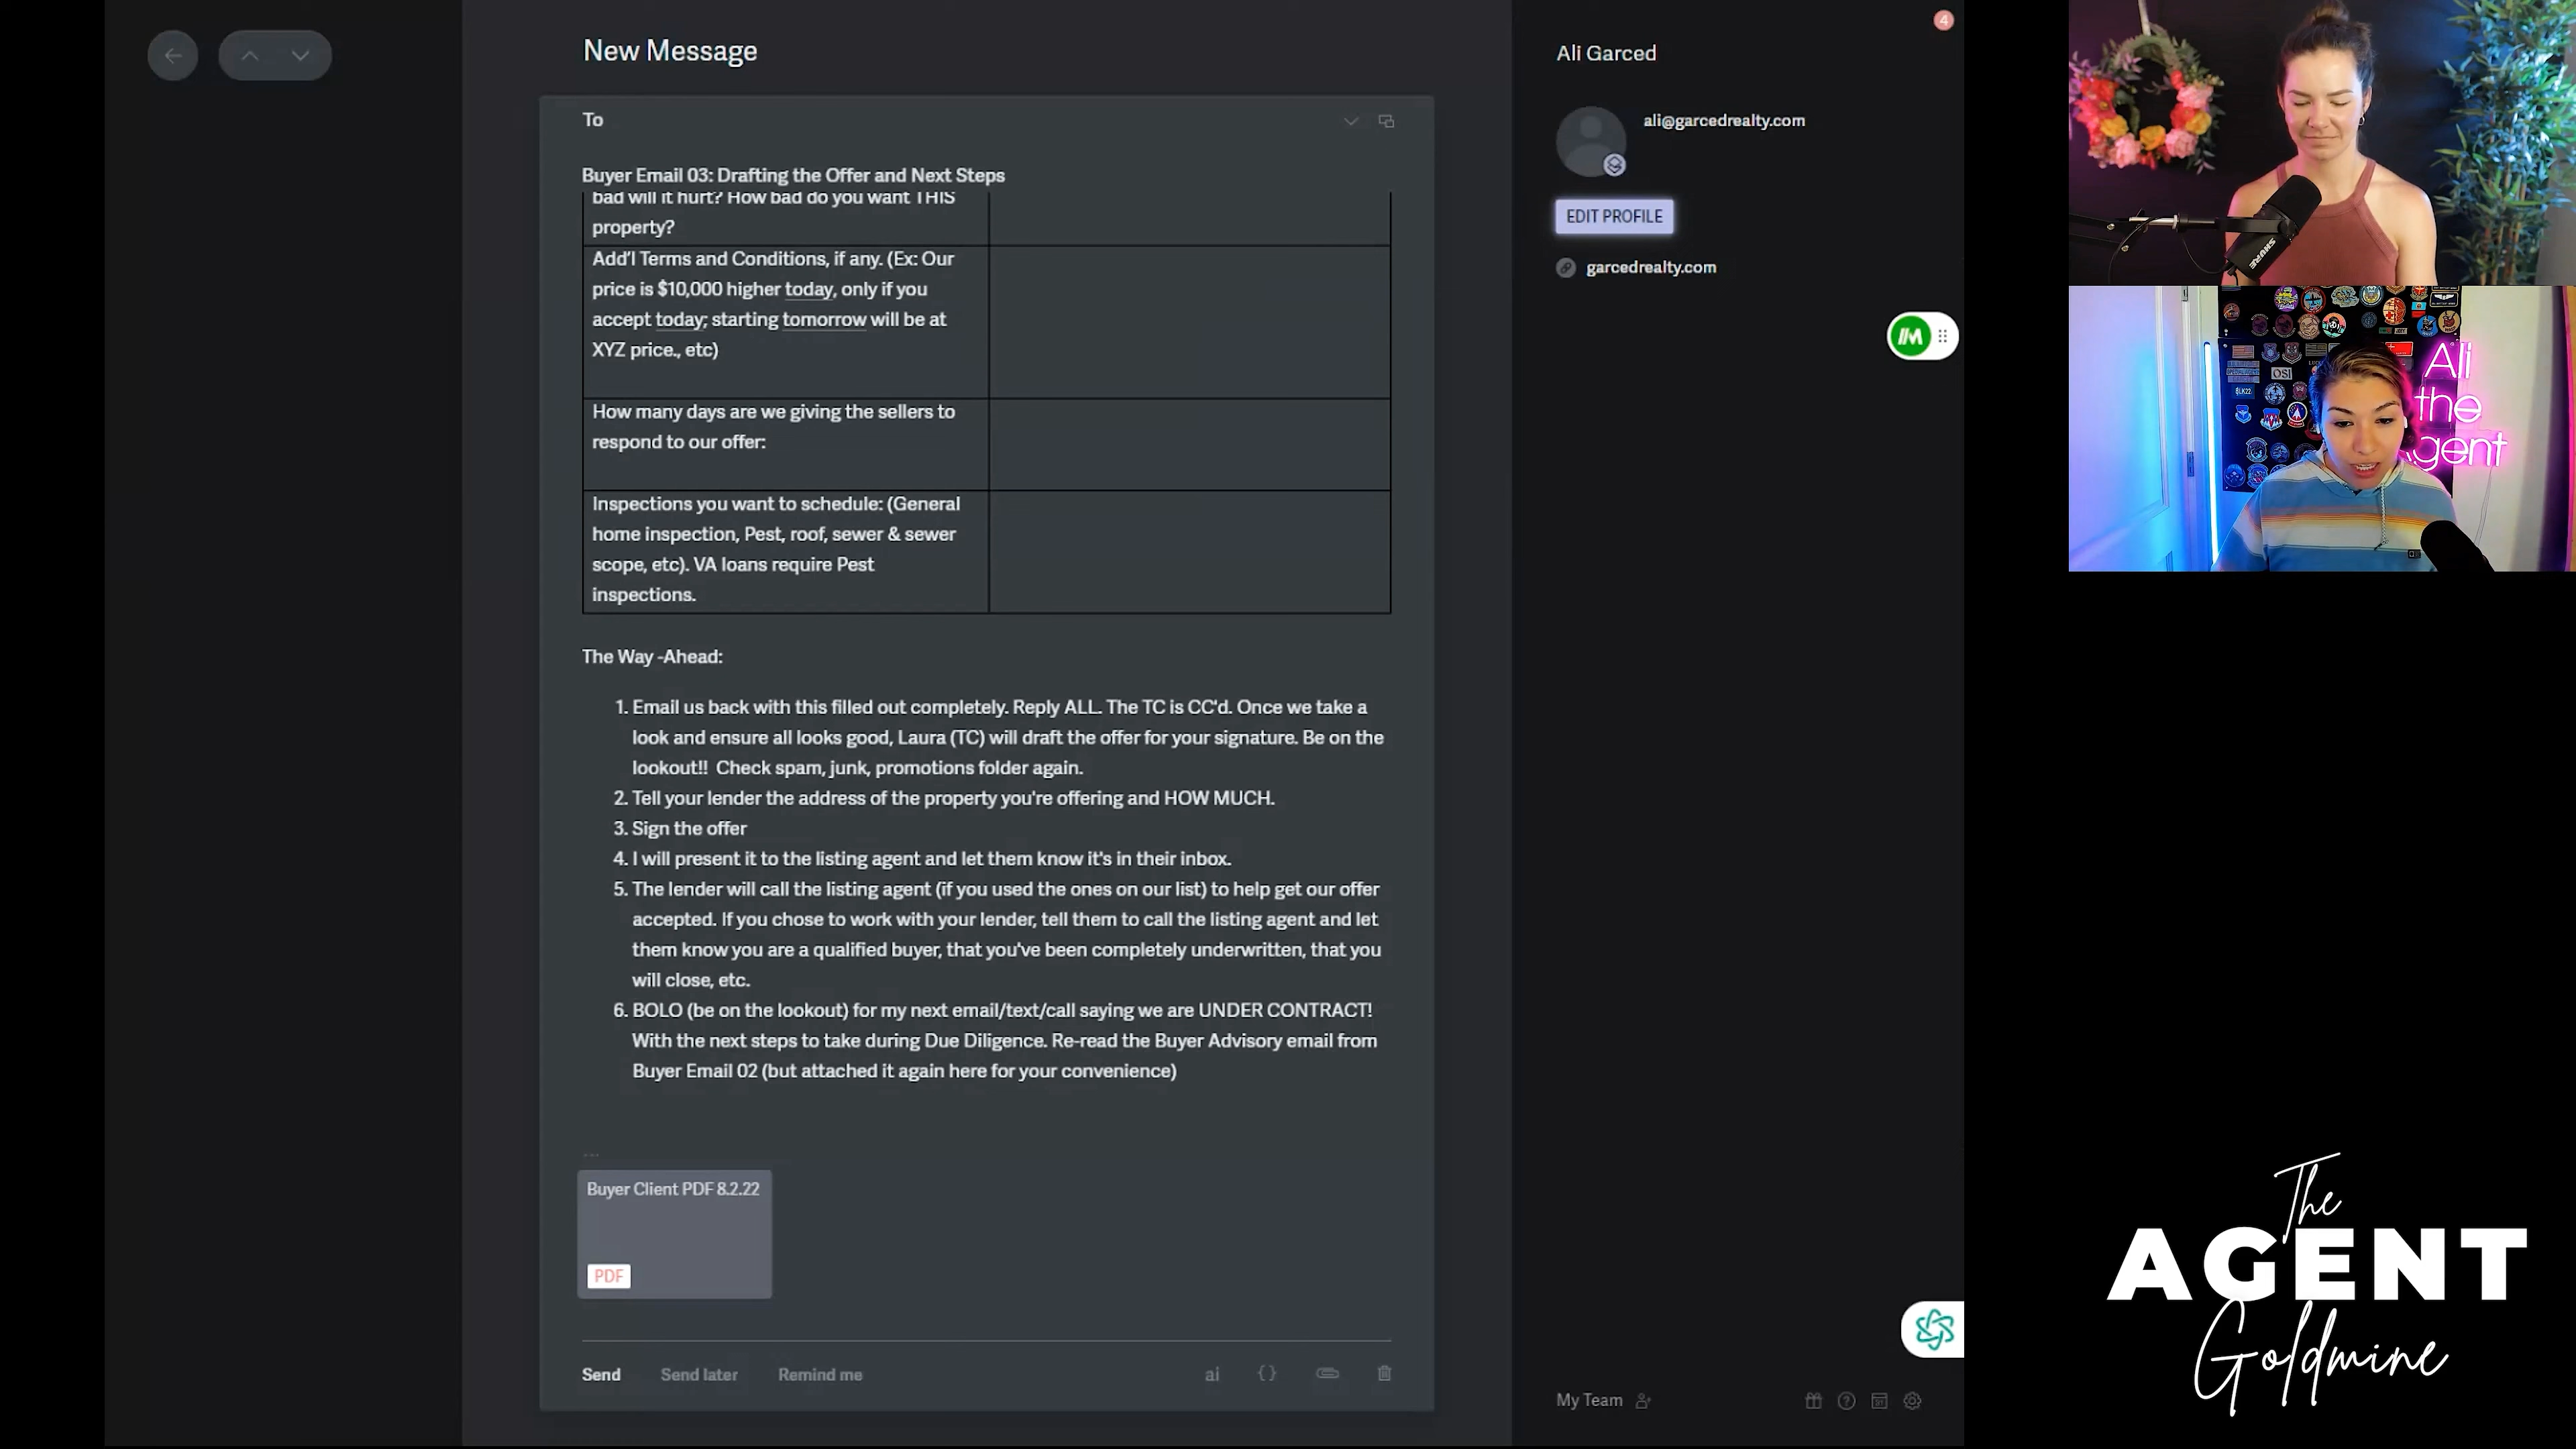 New Message
To
Buyer Email 03: Drafting the Offer and Next Steps
bad will it hurt? How bad do you want THIS
property?
Add'l Terms and Conditions, if any. (Ex: Our
price is $10,000 higher today, only if you
accept today; starting tomorrow will be at
XYZ price., etc)
How many days are we giving the sellers to
respond to our offer:
Inspections you want to schedule: (General
home inspection, Pest, roof, sewer & sewer
scope, etc). VA loans require Pest
inspections.
The Way -Ahead:
1. Email us back with this filled out completely. Reply ALL. The TC is CC'd. Once we take a
look and ensure all looks good, Laura (TC) will draft the offer for your signature. Be on the
lookout!! Check spam, junk, promotions folder again.
2. Tell your lender the address of the property you're offering and HOW MUCH.
3. Sign the offer
4. I will present it to the listing agent and let them know it's in their inbox.
5. The lender will call the listing agent (if you used the ones on our list) to help get our offer
accepted. If you chose to work with your lender, tell them to call the listing agent and let
them know you are a qualified buyer, that you've been completely underwritten, that you
will close, etc.
6. BOLO (be on the lookout) for my next email/text/call saying we are UNDER CONTRACT!
With the next steps to take during Due Diligence. Re-read the Buyer Advisory email from
Buyer Email 02 (but attached it again here for your convenience)
...
Buyer Client PDF 8.2.22
PDF
Send Send later Remind me ai {}
4
Ali Garced
ali@garcedrealty.com
EDIT PROFILE
garcedrealty.com
My Team
SHURE
OSI
Ali
the
Agent
The
AGENT
Goldmine